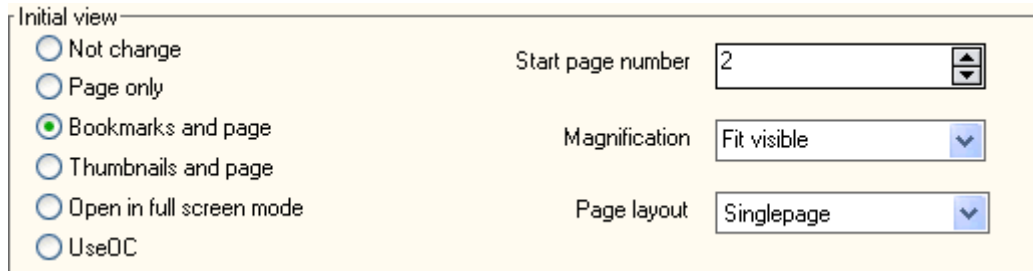 Initial view
Not change
Page only
Bookmarks and page
Thumbnails and page
Open in full screen mode
UseOC
Start page number
2
Magnification
Fit visible
Page layout
Singlepage